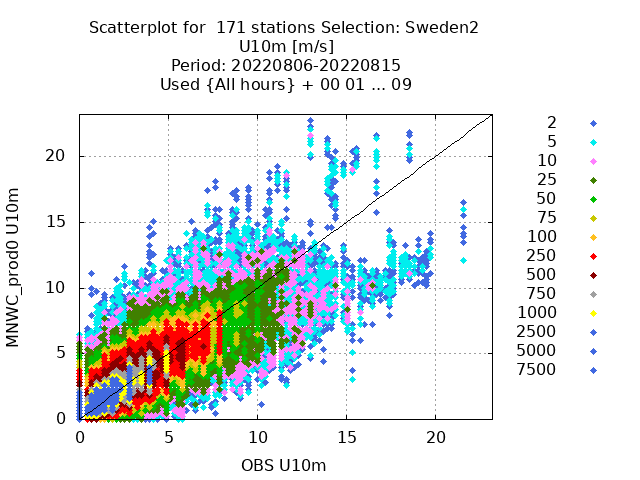 Scatterplot for  171 stations Selection: Sweden2
U10m [m/s]
Period: 20220806-20220815
Used {All hours} + 00 01 ... 09
MNWC_prod0 U10m
20
15
10
5
0
0 5 10 15 20
OBS U10m
2
5
10
25
50
75
100
250
500
750
1000
2500
5000
7500